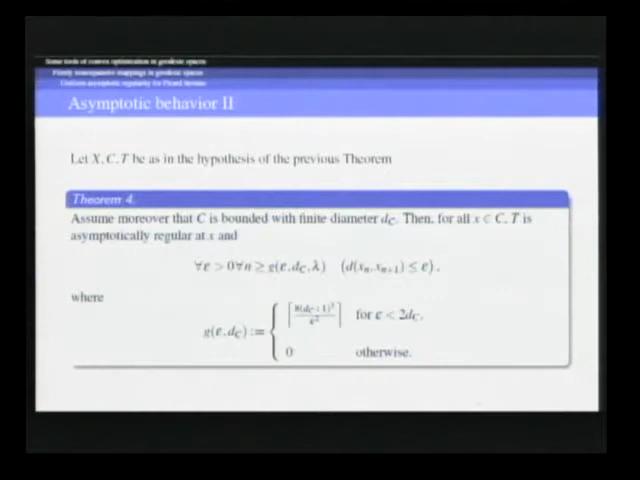 Some tools of convex optimization in geodesic spaces
Firmly nonexpansive mappings in geodesic spaces
Uniform asymptotic regularity for Picard iterates
Asymptotic behavior II
Let X, C, T be as in the hypothesis of the previous Theorem
Theorem 4.
Assume moreover that C is bounded with finite diameter d_C. Then, for all x ∈ C, T is
asymptotically regular at x and
∀ε > 0∀n ≥ g(ε, d_C, λ) (d(x_n, x_{n+1}) ≤ ε),
where
g(ε, d_C) := { ⌈8(d_C+1)²/ε²⌉ for ε < 2d_C,
0 otherwise.